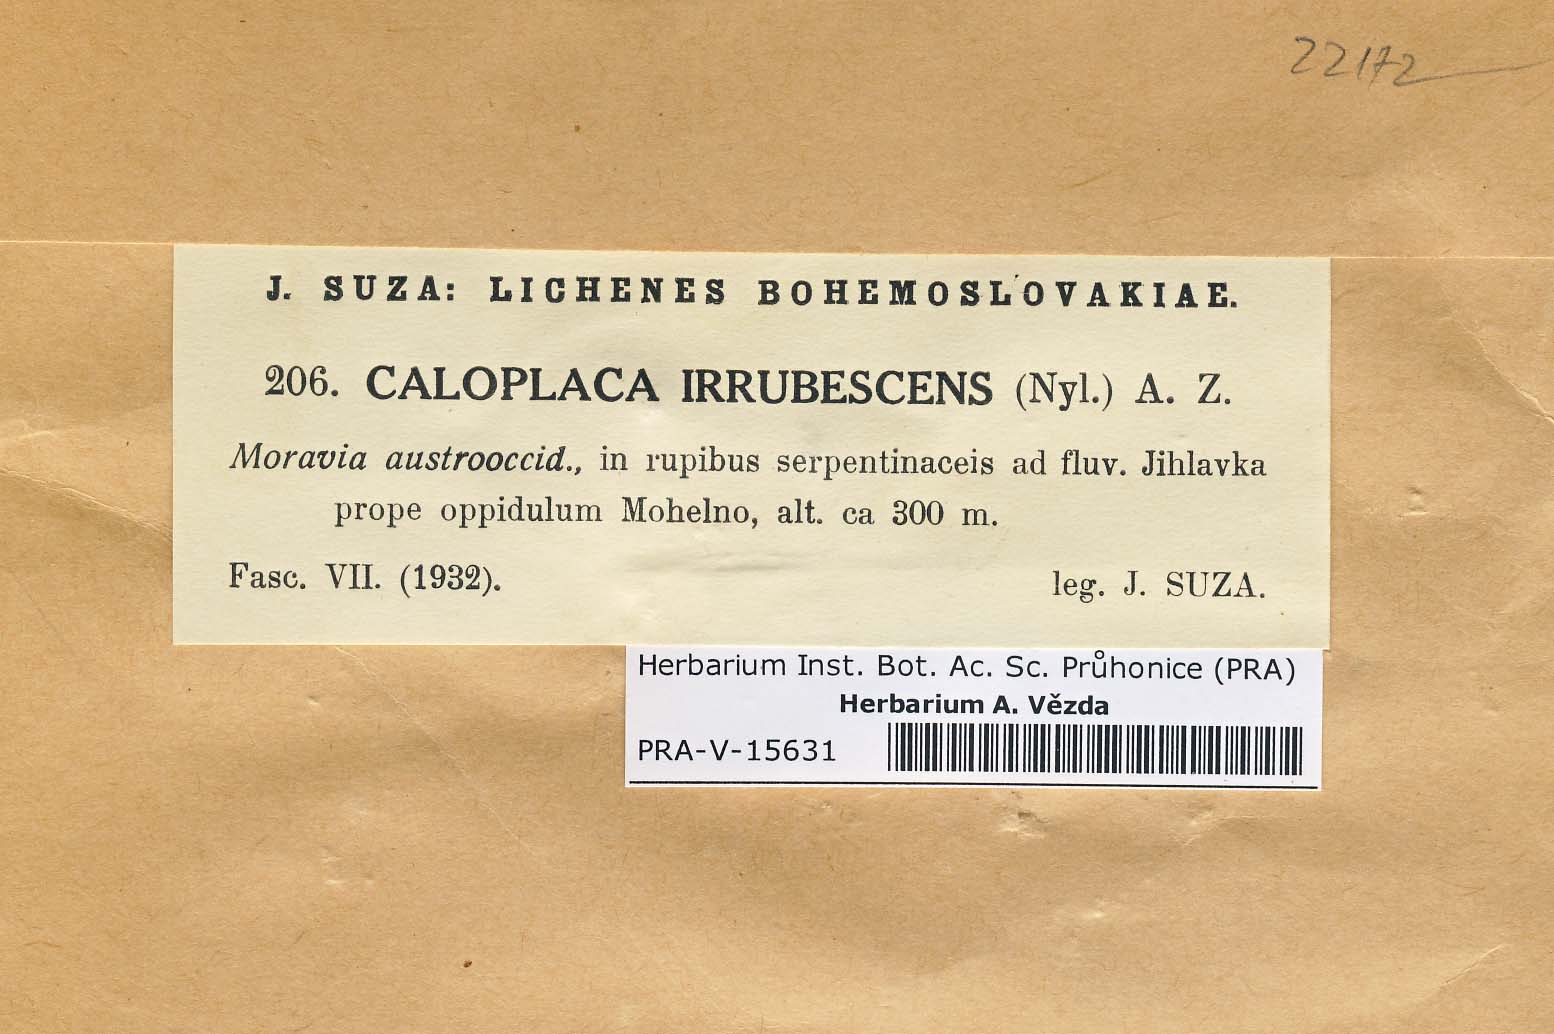 22172
J. SUZA: LICHENES BOHEMOSLOVAKIAE.
206. CALOPLACA IRRUBESCENS (Nyl.) A. Z.
Moravia austrooccid., in rupibus serpentinaceis ad fluv. Jihlavka
prope oppidulum Mohelno, alt. ca 300 m.
Fasc. VII. (1932). leg. J. SUZA.
Herbarium Inst. Bot. Ac. Sc. Průhonice (PRA)
Herbarium A. Vězda
PRA-V-15631